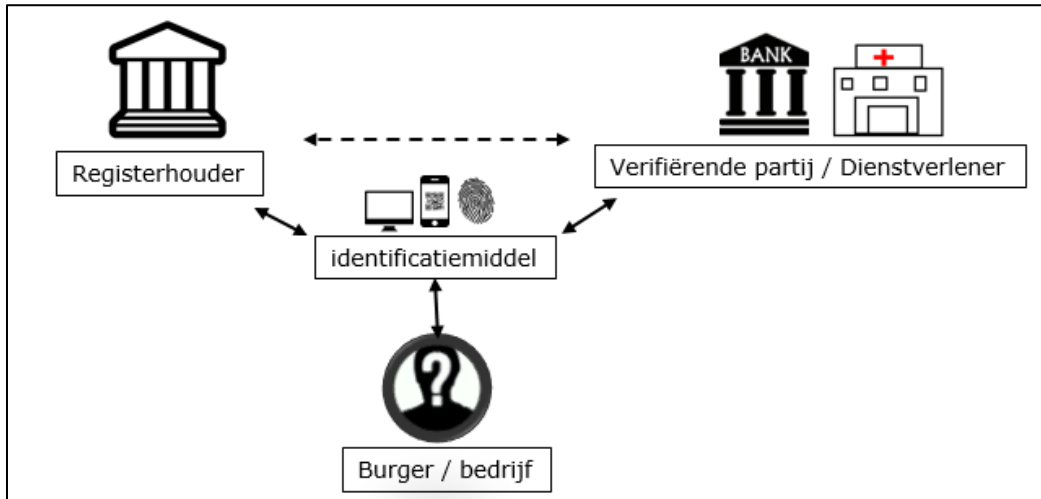 BANK
Registerhouder
Verifiërende partij / Dienstverlener
identificatiemiddel
?
Burger / bedrijf